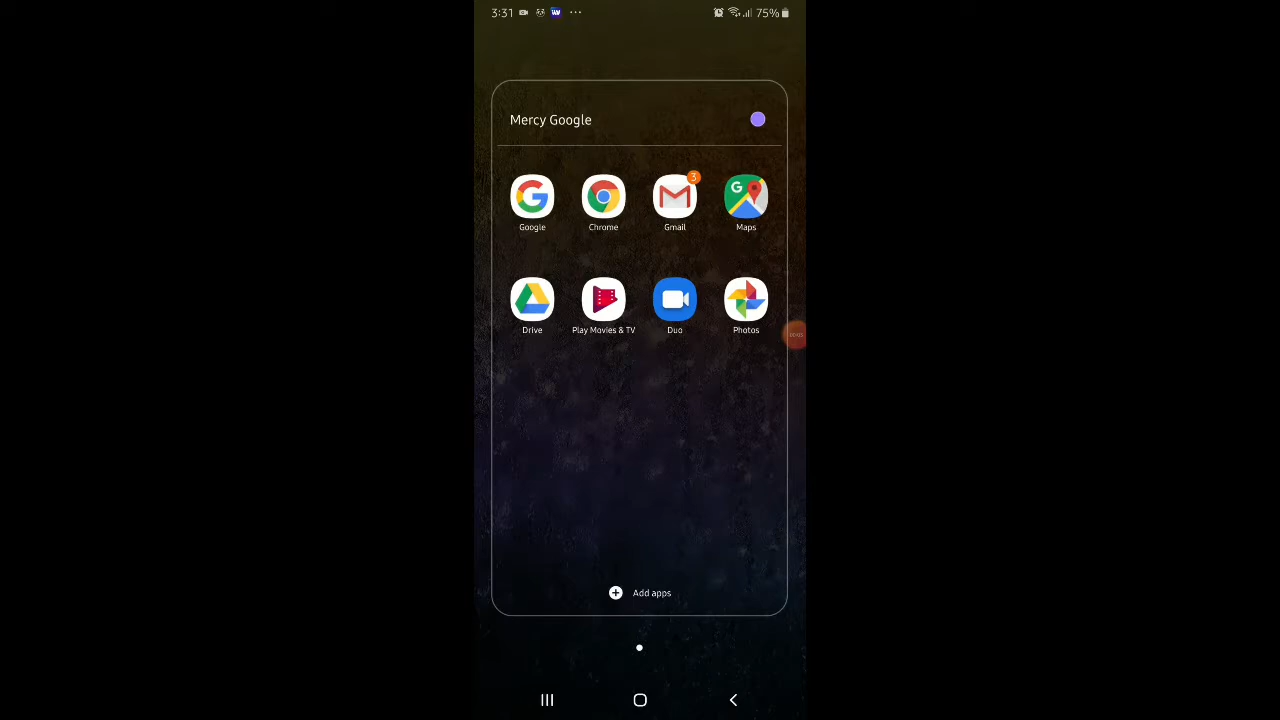 3:31
75%
Mercy Google
3
Google Chrome Gmail Maps
Drive Play Movies & TV Duo Photos
Add apps